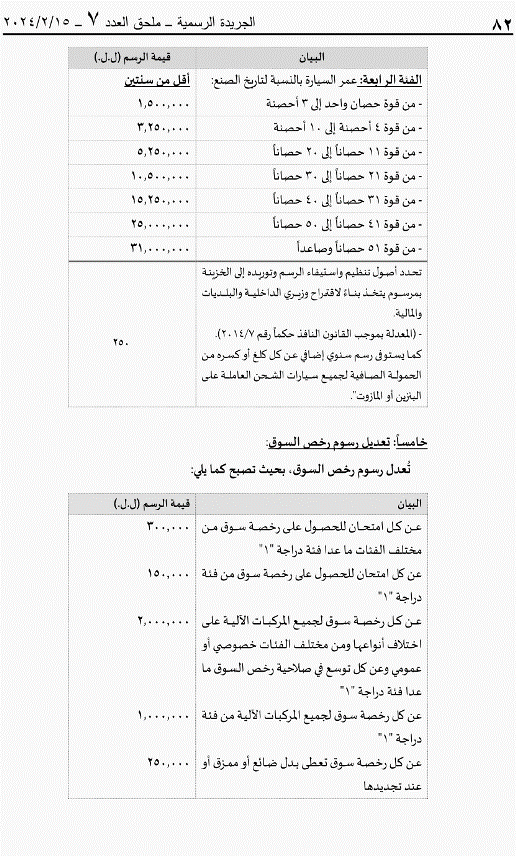 ٨٢
الجريدة الرسمية – ملحق العدد ٧ – ٢٠٢٤/٢/١٥
البيان
قيمة الرسم (ل.ل.)
الفئة الرابعة: عمر السيارة بالنسبة لتاريخ الصنع:
أقل من سنتين
- من قوة حصان واحد إلى ٣ أحصنة
١,٥٠٠,٠٠٠
- من قوة ٤ أحصنة إلى ١٠ أحصنة
٣,٢٥٠,٠٠٠
- من قوة ١١ حصاناً إلى ٢٠ حصاناً
٥,٢٥٠,٠٠٠
- من قوة ٢١ حصاناً إلى ٣٠ حصاناً
١٠,٥٠٠,٠٠٠
- من قوة ٣١ حصاناً إلى ٤٠ حصاناً
١٥,٢٥٠,٠٠٠
- من قوة ٤١ حصاناً إلى ٥٠ حصاناً
٢٥,٠٠٠,٠٠٠
- من قوة ٥١ حصاناً وصاعداً
٣١,٠٠٠,٠٠٠
تحدد أصول تنظيم واستيفاء الرسم وتوريده إلى الخزينة
بمرسوم يتخذ بناءً لاقتراح وزيري الداخلية والبلديات
والمالية.
- (المعدلة بموجب القانون النافذ حكماً رقم ٢٠١٤/٧).
كما يستوفى رسم سنوي إضافي عن كل كلغ أو كسره من
الحمولة الصافية لجميع سيارات الشحن العاملة على
البنزين أو المازوت".
٢٥٠
خامساً: تعديل رسوم رخص السوق:
تُعدل رسوم رخص السوق، بحيث تصبح كما يلي:
البيان
قيمة الرسم (ل.ل.)
عن كل امتحان للحصول على رخصة سوق من
مختلف الفئات ما عدا فئة دراجة "١"
٣٠٠,٠٠٠
عن كل امتحان للحصول على رخصة سوق من فئة
دراجة "١"
١٥٠,٠٠٠
عن كل رخصة سوق لجميع المركبات الآلية على
اختلاف أنواعها ومن مختلف الفئات خصوصي أو
عمومي وعن كل توسع في صلاحية رخص السوق ما
عدا فئة دراجة "١"
٢,٠٠٠,٠٠٠
عن كل رخصة سوق لجميع المركبات الآلية من فئة
دراجة "١"
١,٠٠٠,٠٠٠
عن كل رخصة سوق تعطى بدل ضائع أو ممزق أو
عند تجديدها
٢٥٠,٠٠٠